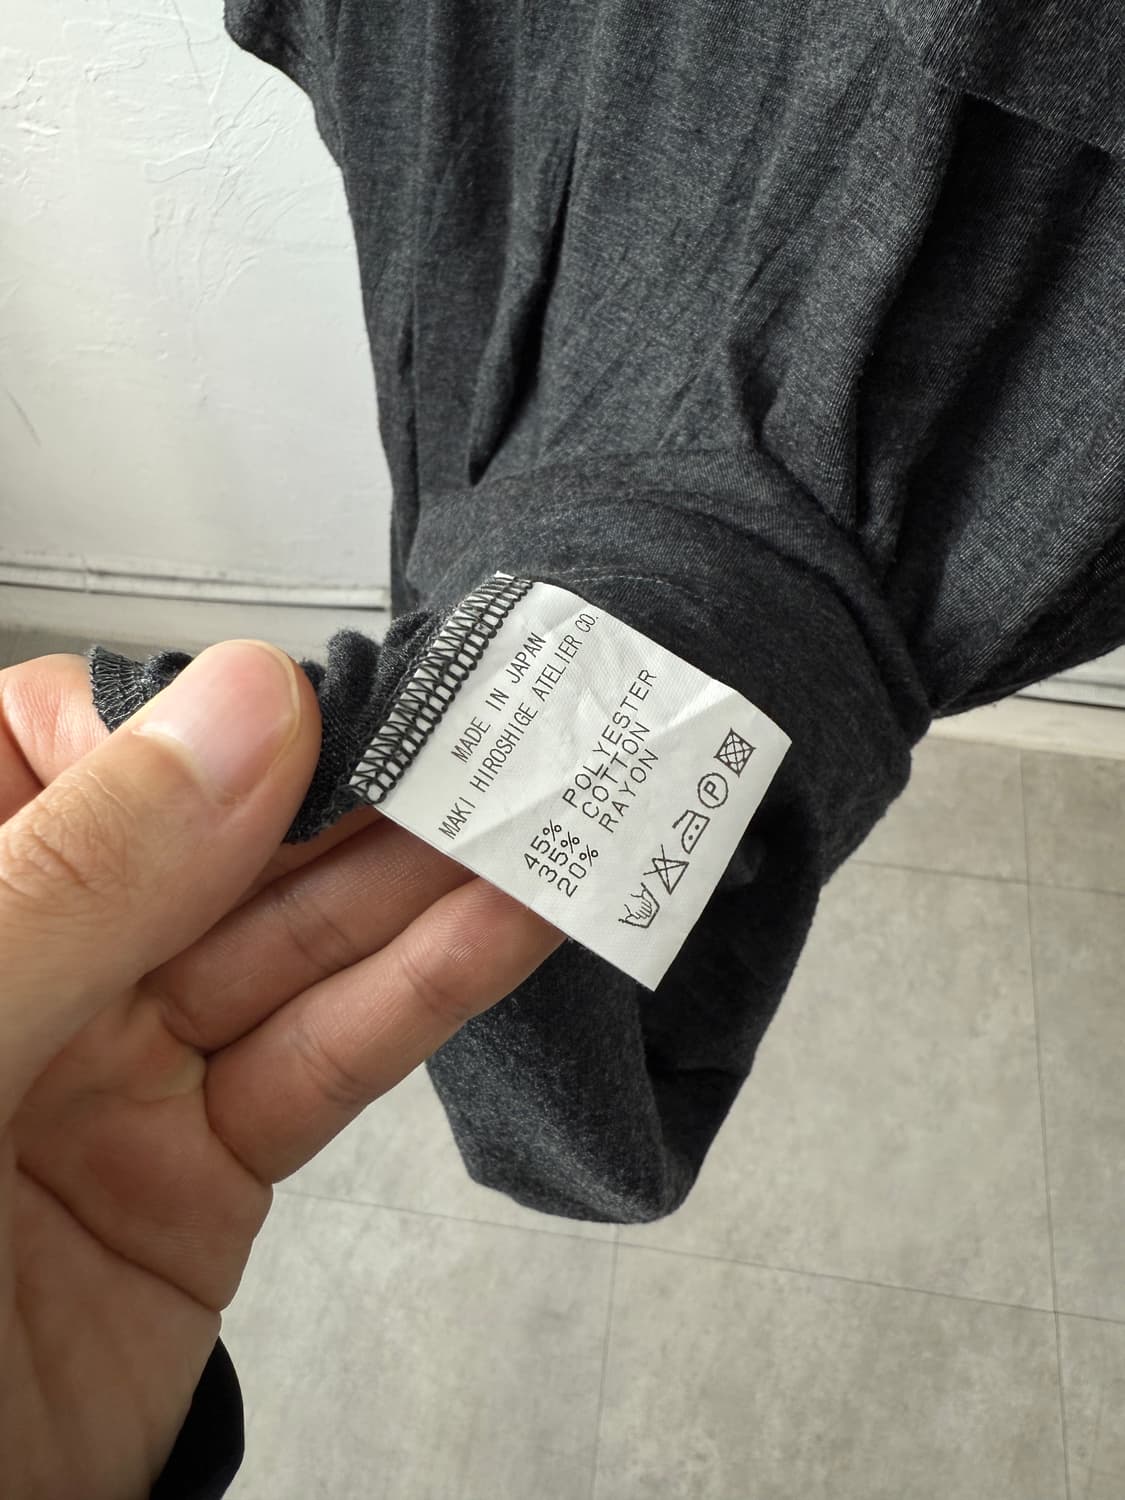 MADE IN JAPAN
MAKI HIROSHIGE ATELIER CO.
45% POLYESTER
35% COTTON
20% RAYON
P